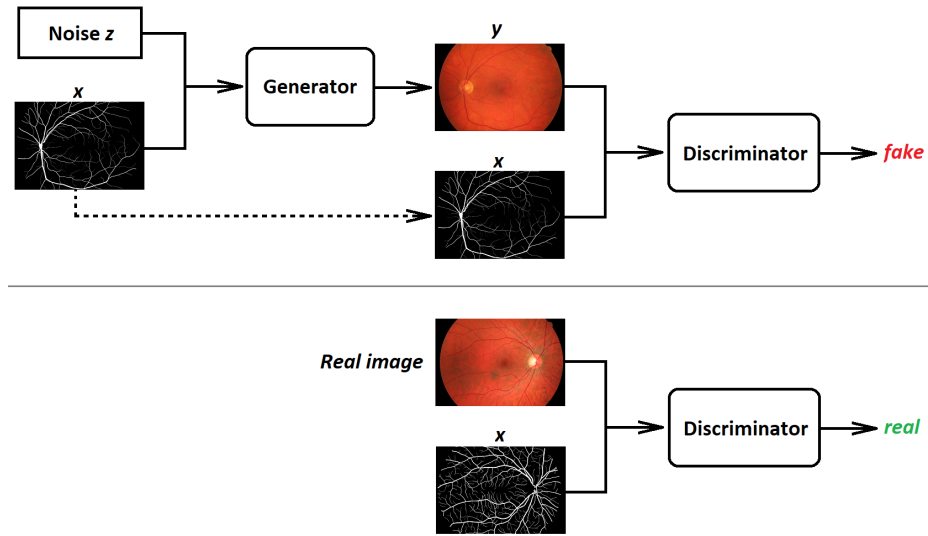 Noise z
x
Generator
y
x
Discriminator
fake
Real image
x
Discriminator
real